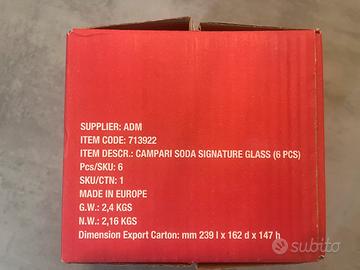 SUPPLIER: ADM
ITEM CODE: 713922
ITEM DESCR.: CAMPARI SODA SIGNATURE GLASS (6 PCS)
Pcs/SKU: 6
SKU/CTN: 1
MADE IN EUROPE
G.W.: 2,4 KGS
N.W.: 2,16 KGS
Dimension Export Carton: mm 239 l x 162 d x 147 h
subito